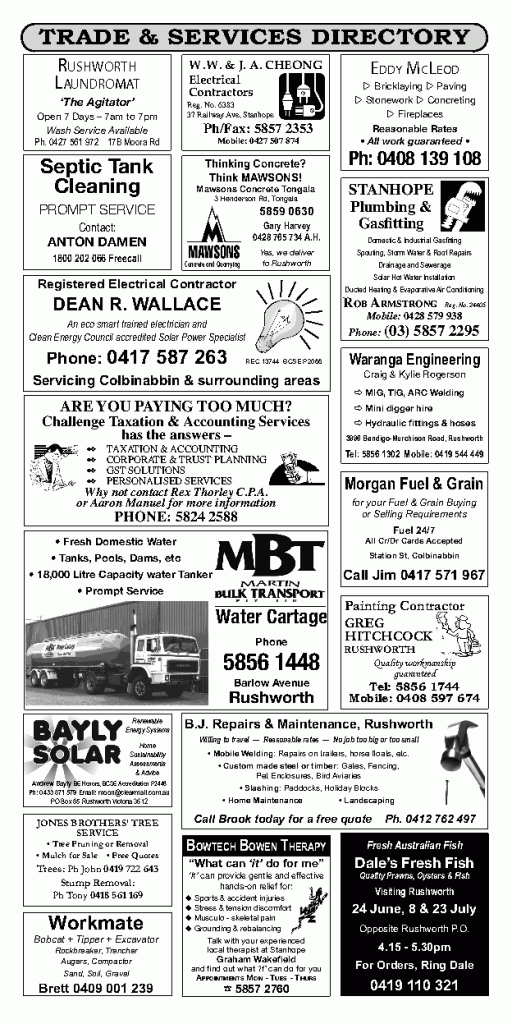 TRADE & SERVICES DIRECTORY
RUSHWORTH
LAUNDROMAT
'The Agitator'
Open 7 Days – 7am to 7pm
Wash Service Available
Ph. 0427 561 972 17B Moora Rd
W.W. & J. A. CHEONG
Electrical
Contractors
Reg. No. 6383
37 Railway Ave, Stanhope
Ph/Fax: 5857 2353
Mobile: 0427 507 874
EDDY MCLEOD
▷ Bricklaying ▷ Paving
▷ Stonework ▷ Concreting
▷ Fireplaces
Reasonable Rates
• All work guaranteed •
Ph: 0408 139 108
Septic Tank
Cleaning
PROMPT SERVICE
Contact:
ANTON DAMEN
1800 202 066 Freecall
Thinking Concrete?
Think MAWSONS!
Mawsons Concrete Tongala
3 Henderson Rd, Tongala
5859 0630
Gary Harvey
0428 765 734 A.H.
Yes, we deliver
to Rushworth
MAWSONS
Concrete and Quarrying
STANHOPE
Plumbing &
Gasfitting
Domestic & Industrial Gasfitting
Spouting, Storm Water & Roof Repairs
Drainage and Sewerage
Solar Hot Water Installation
Ducted Heating & Evaporative Air Conditioning
ROB ARMSTRONG Reg. No. 24405
Mobile: 0428 579 938
Phone: (03) 5857 2295
Registered Electrical Contractor
DEAN R. WALLACE
An eco smart trained electrician and
Clean Energy Council accredited Solar Power Specialist
Phone: 0417 587 263
REC 13744
Servicing Colbinabbin & surrounding areas
Waranga Engineering
Craig & Kylie Rogerson
⇨ MIG, TIG, ARC Welding
⇨ Mini digger hire
⇨ Hydraulic fittings & hoses
3996 Bendigo-Murchison Road, Rushworth
Tel: 5856 1302 Mobile: 0419 544 449
ARE YOU PAYING TOO MUCH?
Challenge Taxation & Accounting Services
has the answers –
TAXATION & ACCOUNTING
CORPORATE & TRUST PLANNING
GST SOLUTIONS
PERSONALISED SERVICES
Why not contact Rex Thorley C.P.A.
or Aaron Manuel for more information
PHONE: 5824 2588
Morgan Fuel & Grain
for your Fuel & Grain Buying
or Selling Requirements
Fuel 24/7
All Cr/Dr Cards Accepted
Station St, Colbinabbin
Call Jim 0417 571 967
• Fresh Domestic Water
• Tanks, Pools, Dams, etc
• 18,000 Litre Capacity water Tanker
• Prompt Service
MBT
MARTIN
BULK TRANSPORT
PTY LTD
Water Cartage
Phone
5856 1448
Barlow Avenue
Rushworth
Painting Contractor
GREG
HITCHCOCK
RUSHWORTH
Quality workmanship
guaranteed
Tel: 5856 1744
Mobile: 0408 597 674
BAYLY
SOLAR
Renewable
Energy Systems
Home
Sustainability
Assessments
& Advice
Andrew Bayly BE Honors, BCSE Accreditation P2446
Ph: 0433 671 579 Email: moon@clearmail.com.au
PO Box 65 Rushworth Victoria 3612
B.J. Repairs & Maintenance, Rushworth
Willing to travel — Reasonable rates — No job too big or too small
• Mobile Welding: Repairs on trailers, horse floats, etc.
• Custom made steel or timber: Gates, Fencing,
Pet Enclosures, Bird Aviaries
• Slashing: Paddocks, Holiday Blocks
• Home Maintenance • Landscaping
Call Brook today for a free quote Ph. 0412 762 497
JONES BROTHERS' TREE
SERVICE
• Tree Pruning or Removal
• Mulch for Sale • Free Quotes
Trees: Ph John 0419 722 643
Stump Removal:
Ph Tony 0418 561 169
BOWTECH BOWEN THERAPY
"What can 'it' do for me"
'It' can provide gentle and effective
hands-on relief for:
◆ Sports & accident injuries
◆ Stress & tension discomfort
◆ Musculo - skeletal pain
◆ Grounding & rebalancing
Talk with your experienced
local therapist at Stanhope
Graham Wakefield
and find out what 'it' can do for you
APPOINTMENTS MON - TUES - THURS
☎ 5857 2760
Fresh Australian Fish
Dale's Fresh Fish
Quality Prawns, Oysters & Fish
Visiting Rushworth
24 June, 8 & 23 July
Opposite Rushworth P.O.
4.15 - 5.30pm
For Orders, Ring Dale
0419 110 321
Workmate
Bobcat + Tipper + Excavator
Rockbreaker, Trencher
Augers, Compactor
Sand, Soil, Gravel
Brett 0409 001 239